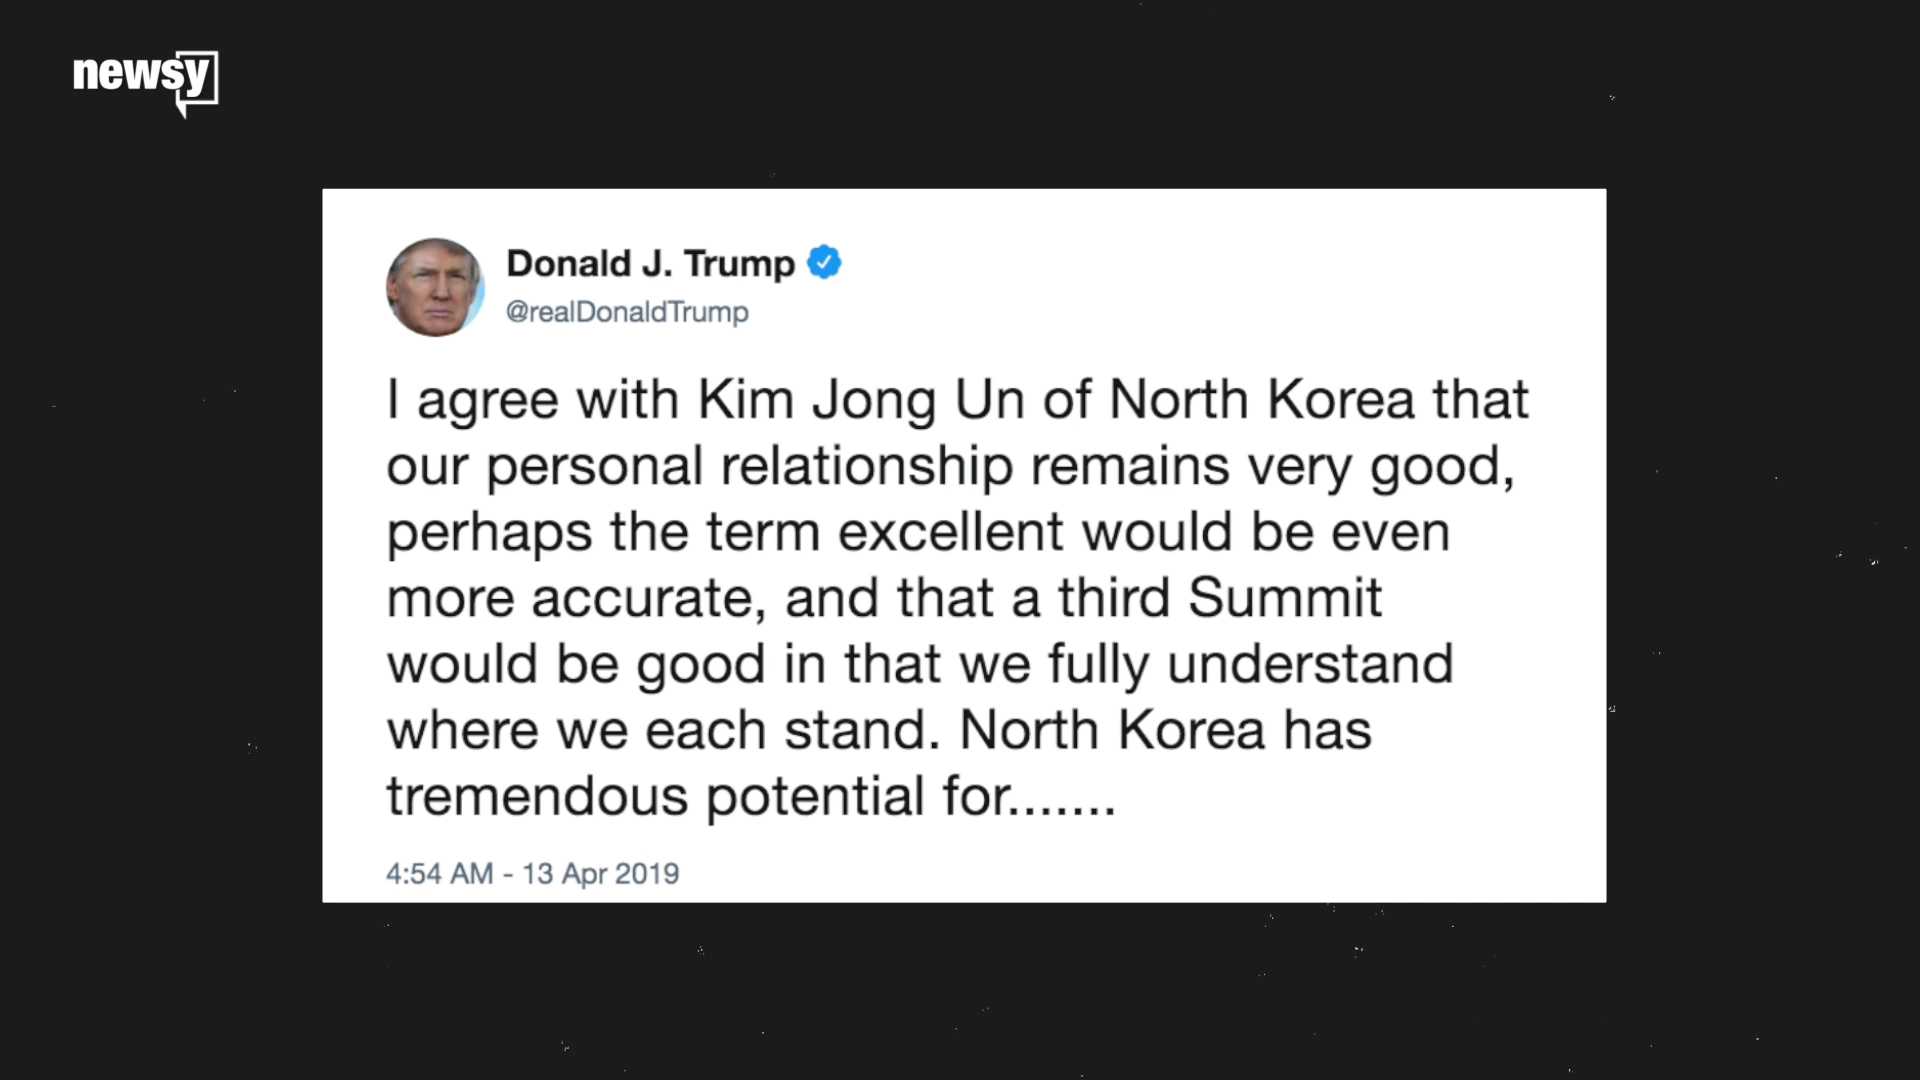 newsy
Donald J. Trump
@realDonaldTrump
I agree with Kim Jong Un of North Korea that
our personal relationship remains very good,
perhaps the term excellent would be even
more accurate, and that a third Summit
would be good in that we fully understand
where we each stand. North Korea has
tremendous potential for.......
4:54 AM - 13 Apr 2019